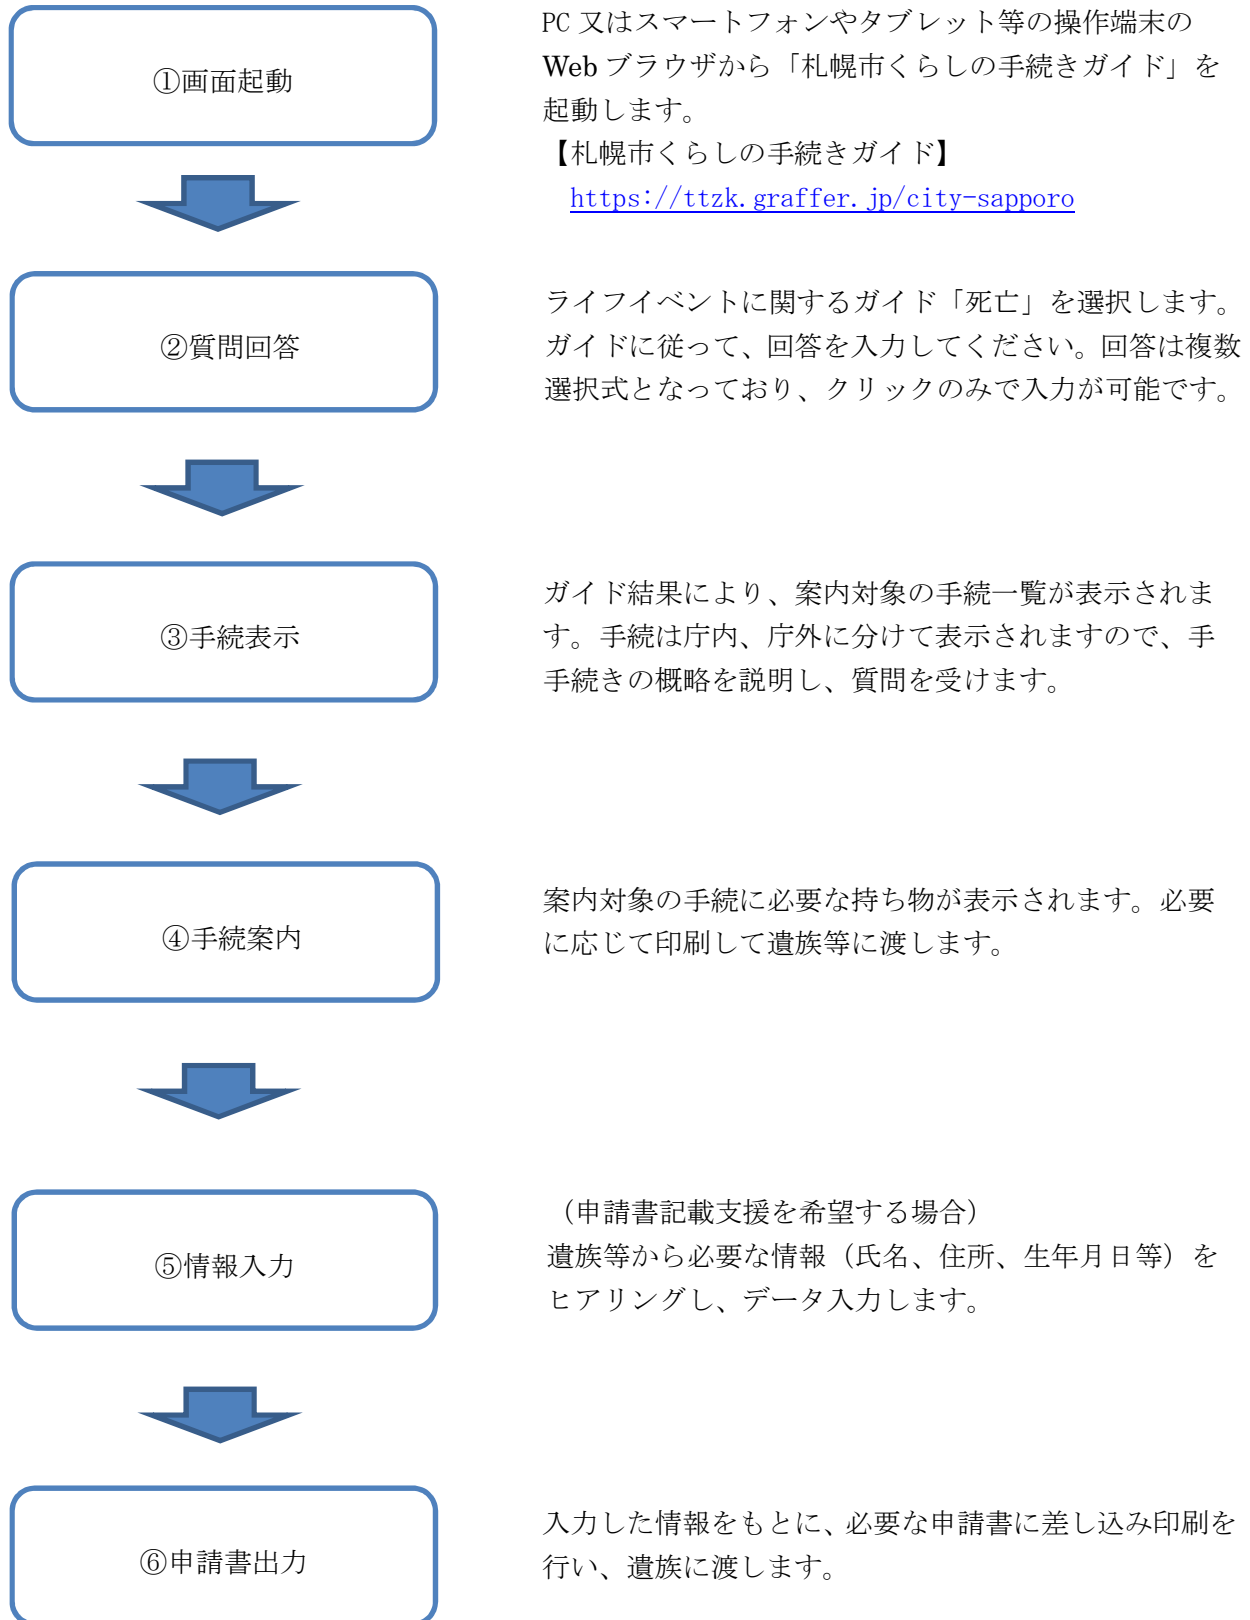 ①画面起動
PC 又はスマートフォンやタブレット等の操作端末の
Web ブラウザから「札幌市くらしの手続きガイド」を
起動します。
【札幌市くらしの手続きガイド】
https://ttzk.graffer.jp/city-sapporo
②質問回答
ライフイベントに関するガイド「死亡」を選択します。
ガイドに従って、回答を入力してください。回答は複数
選択式となっており、クリックのみで入力が可能です。
③手続表示
ガイド結果により、案内対象の手続一覧が表示されま
す。手続は庁内、庁外に分けて表示されますので、手
手続きの概略を説明し、質問を受けます。
④手続案内
案内対象の手続に必要な持ち物が表示されます。必要
に応じて印刷して遺族等に渡します。
⑤情報入力
（申請書記載支援を希望する場合）
遺族等から必要な情報（氏名、住所、生年月日等）を
ヒアリングし、データ入力します。
⑥申請書出力
入力した情報をもとに、必要な申請書に差し込み印刷を
行い、遺族に渡します。